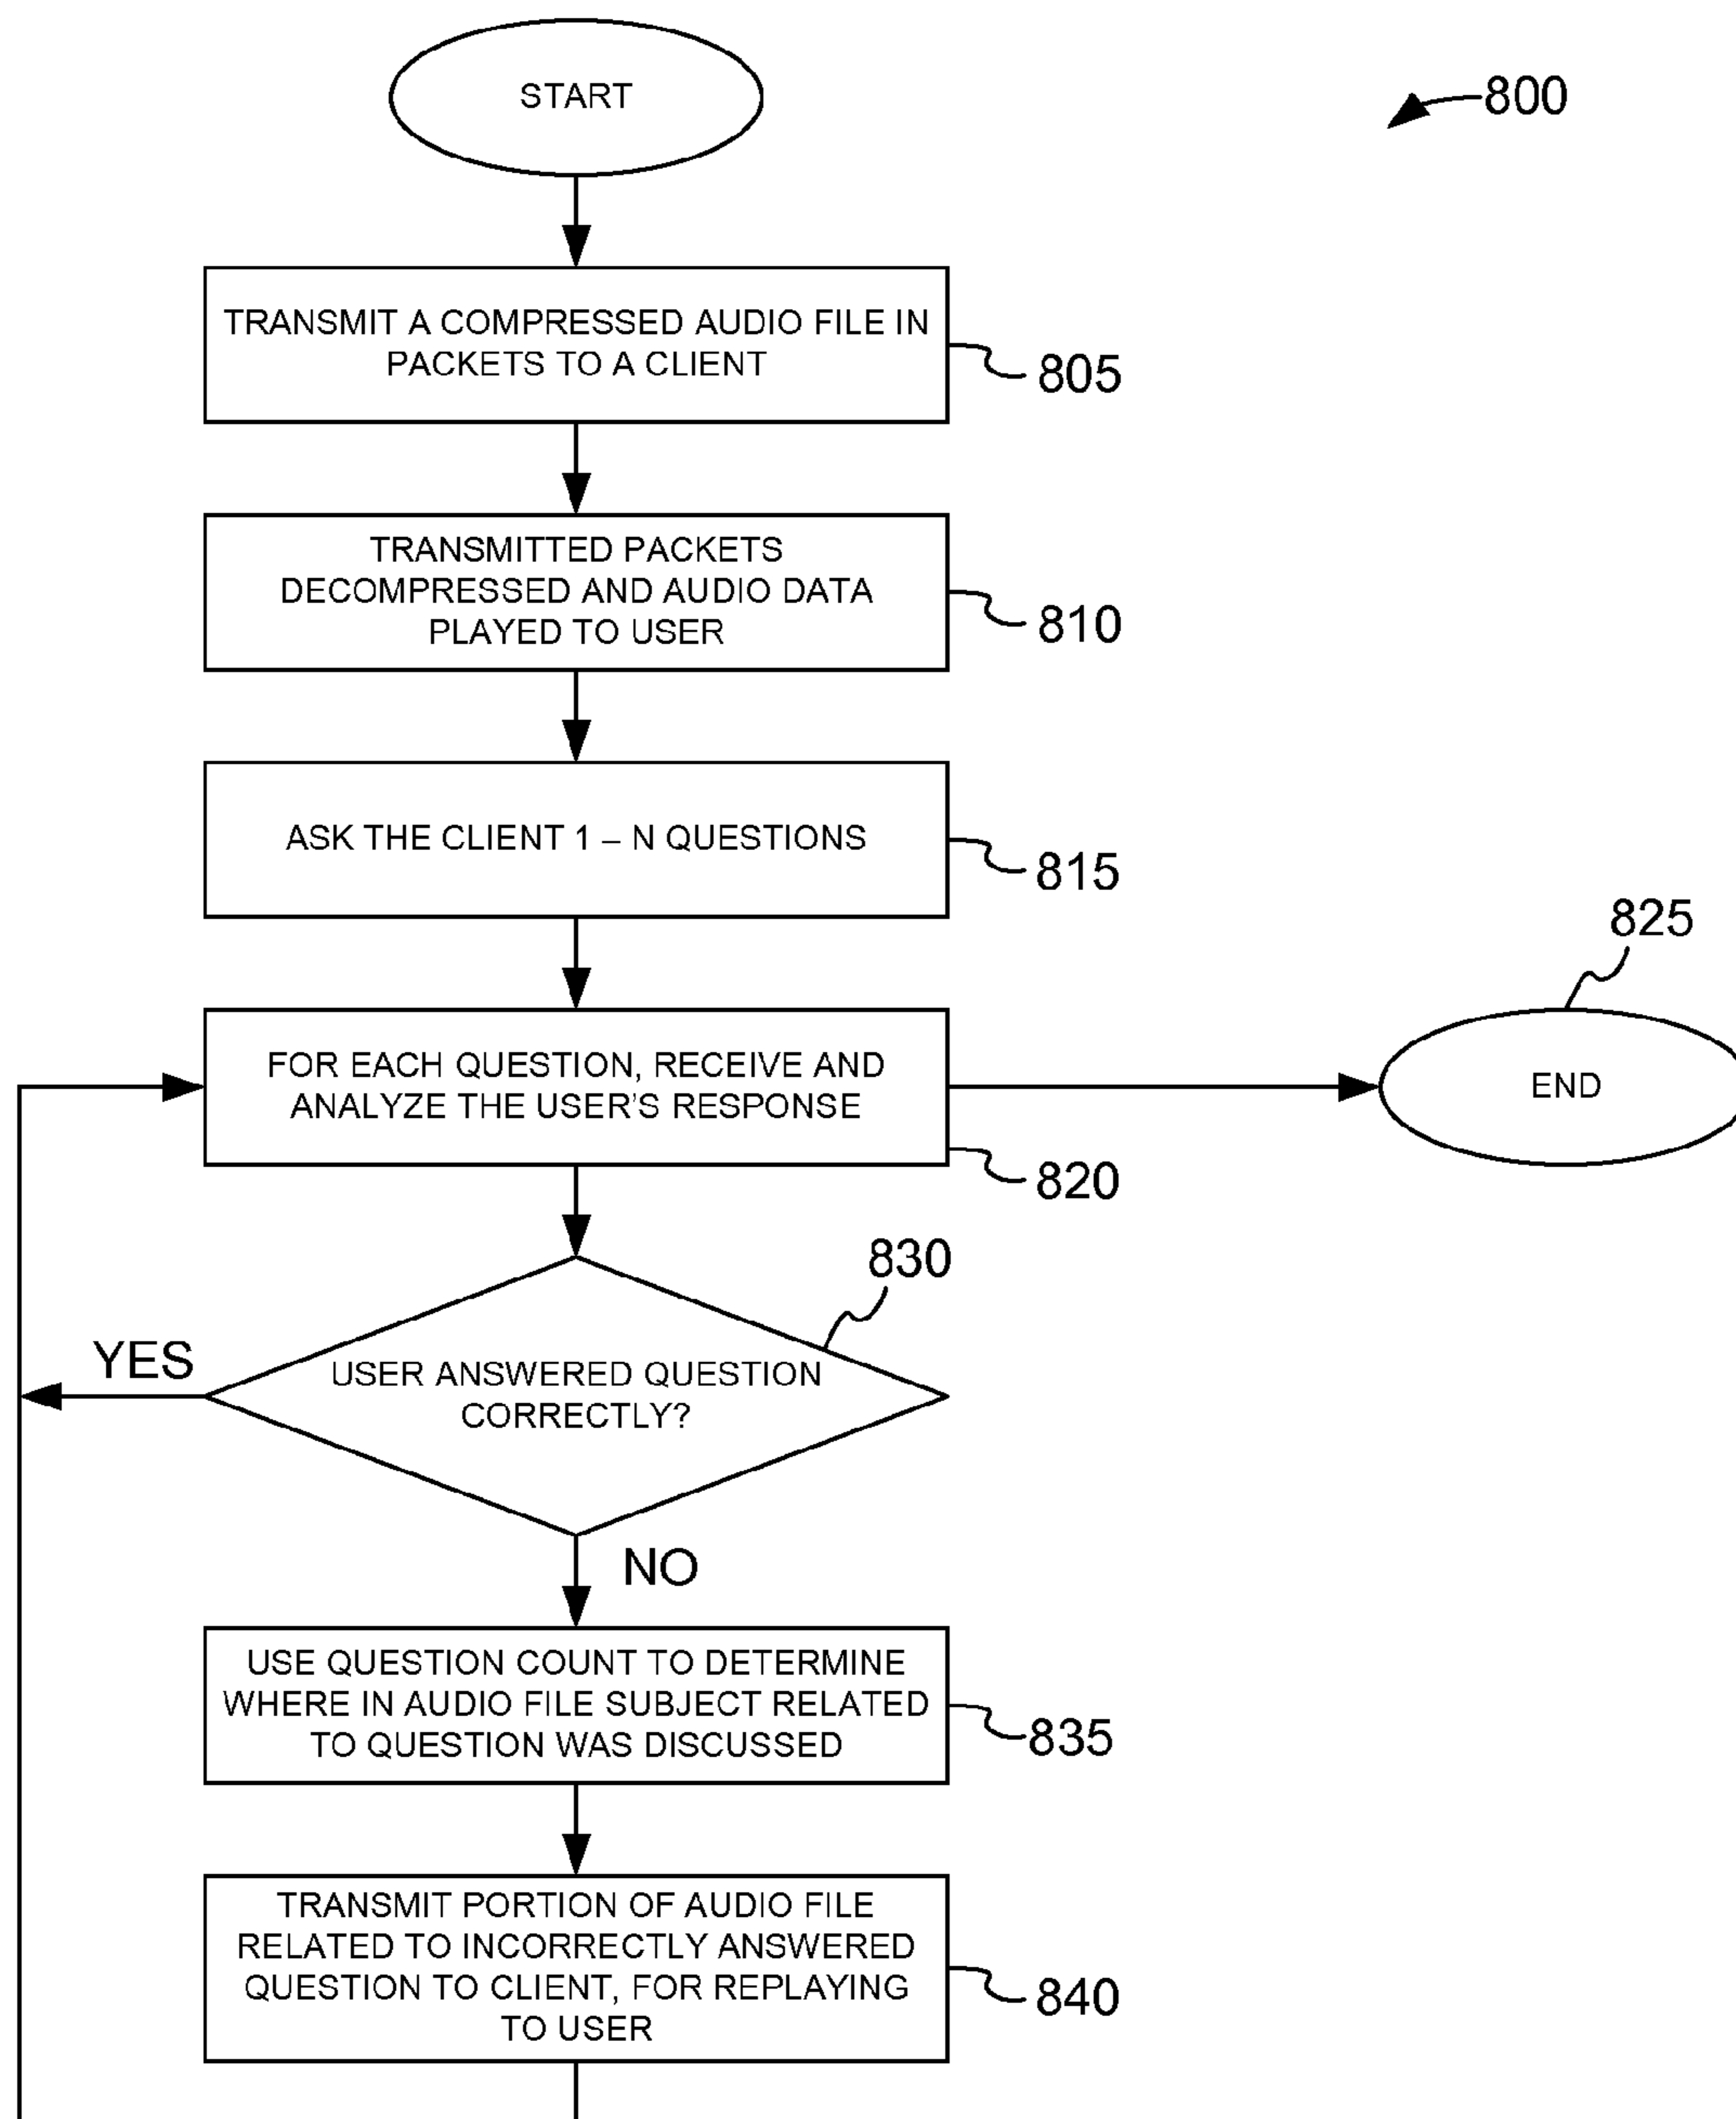 START
800
TRANSMIT A COMPRESSED AUDIO FILE IN
PACKETS TO A CLIENT
805
TRANSMITTED PACKETS
DECOMPRESSED AND AUDIO DATA
PLAYED TO USER
810
ASK THE CLIENT 1 – N QUESTIONS
815
825
FOR EACH QUESTION, RECEIVE AND
ANALYZE THE USER'S RESPONSE
END
820
830
YES
USER ANSWERED QUESTION
CORRECTLY?
NO
USE QUESTION COUNT TO DETERMINE
WHERE IN AUDIO FILE SUBJECT RELATED
TO QUESTION WAS DISCUSSED
835
TRANSMIT PORTION OF AUDIO FILE
RELATED TO INCORRECTLY ANSWERED
QUESTION TO CLIENT, FOR REPLAYING
TO USER
840